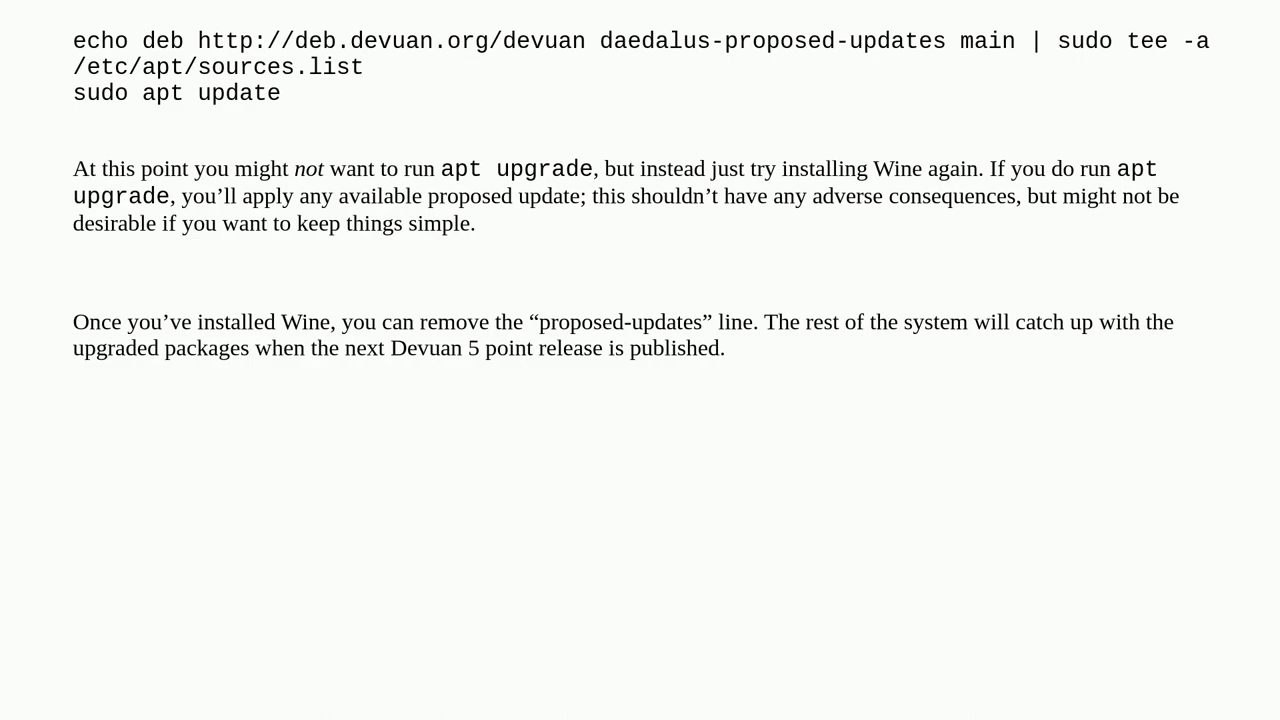 echo deb http://deb.devuan.org/devuan daedalus-proposed-updates main | sudo tee -a
/etc/apt/sources.list
sudo apt update
At this point you might not want to run apt upgrade, but instead just try installing Wine again. If you do run apt
upgrade, you’ll apply any available proposed update; this shouldn’t have any adverse consequences, but might not be
desirable if you want to keep things simple.
Once you’ve installed Wine, you can remove the “proposed-updates” line. The rest of the system will catch up with the
upgraded packages when the next Devuan 5 point release is published.